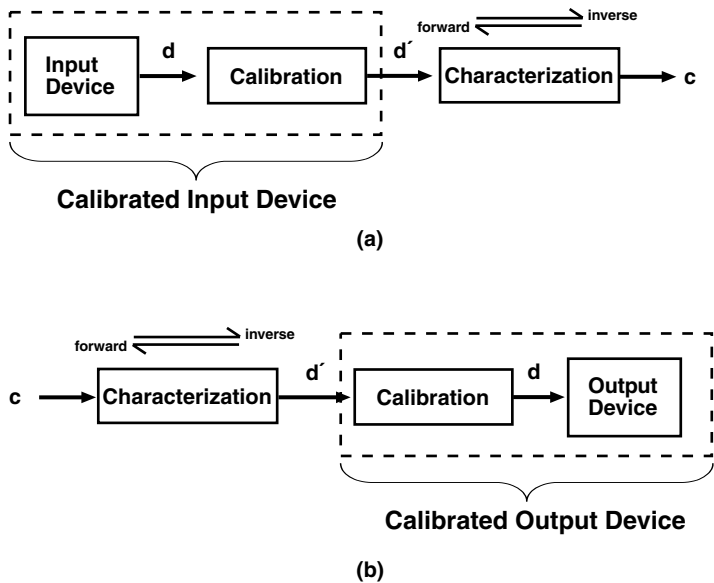 forward inverse
d d´
Input
Device
Calibration
Characterization
c
Calibrated Input Device
(a)
forward inverse
c
Characterization
d´
Calibration
d
Output
Device
Calibrated Output Device
(b)